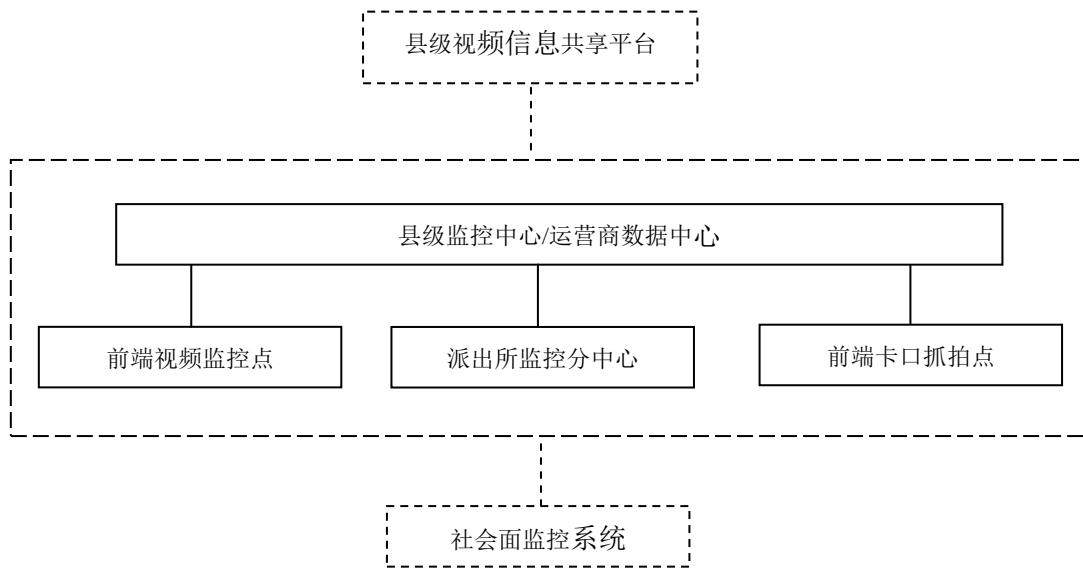 县级视频信息共享平台
县级监控中心/运营商数据中心
前端视频监控点
派出所监控分中心
前端卡口抓拍点
社会面监控系统